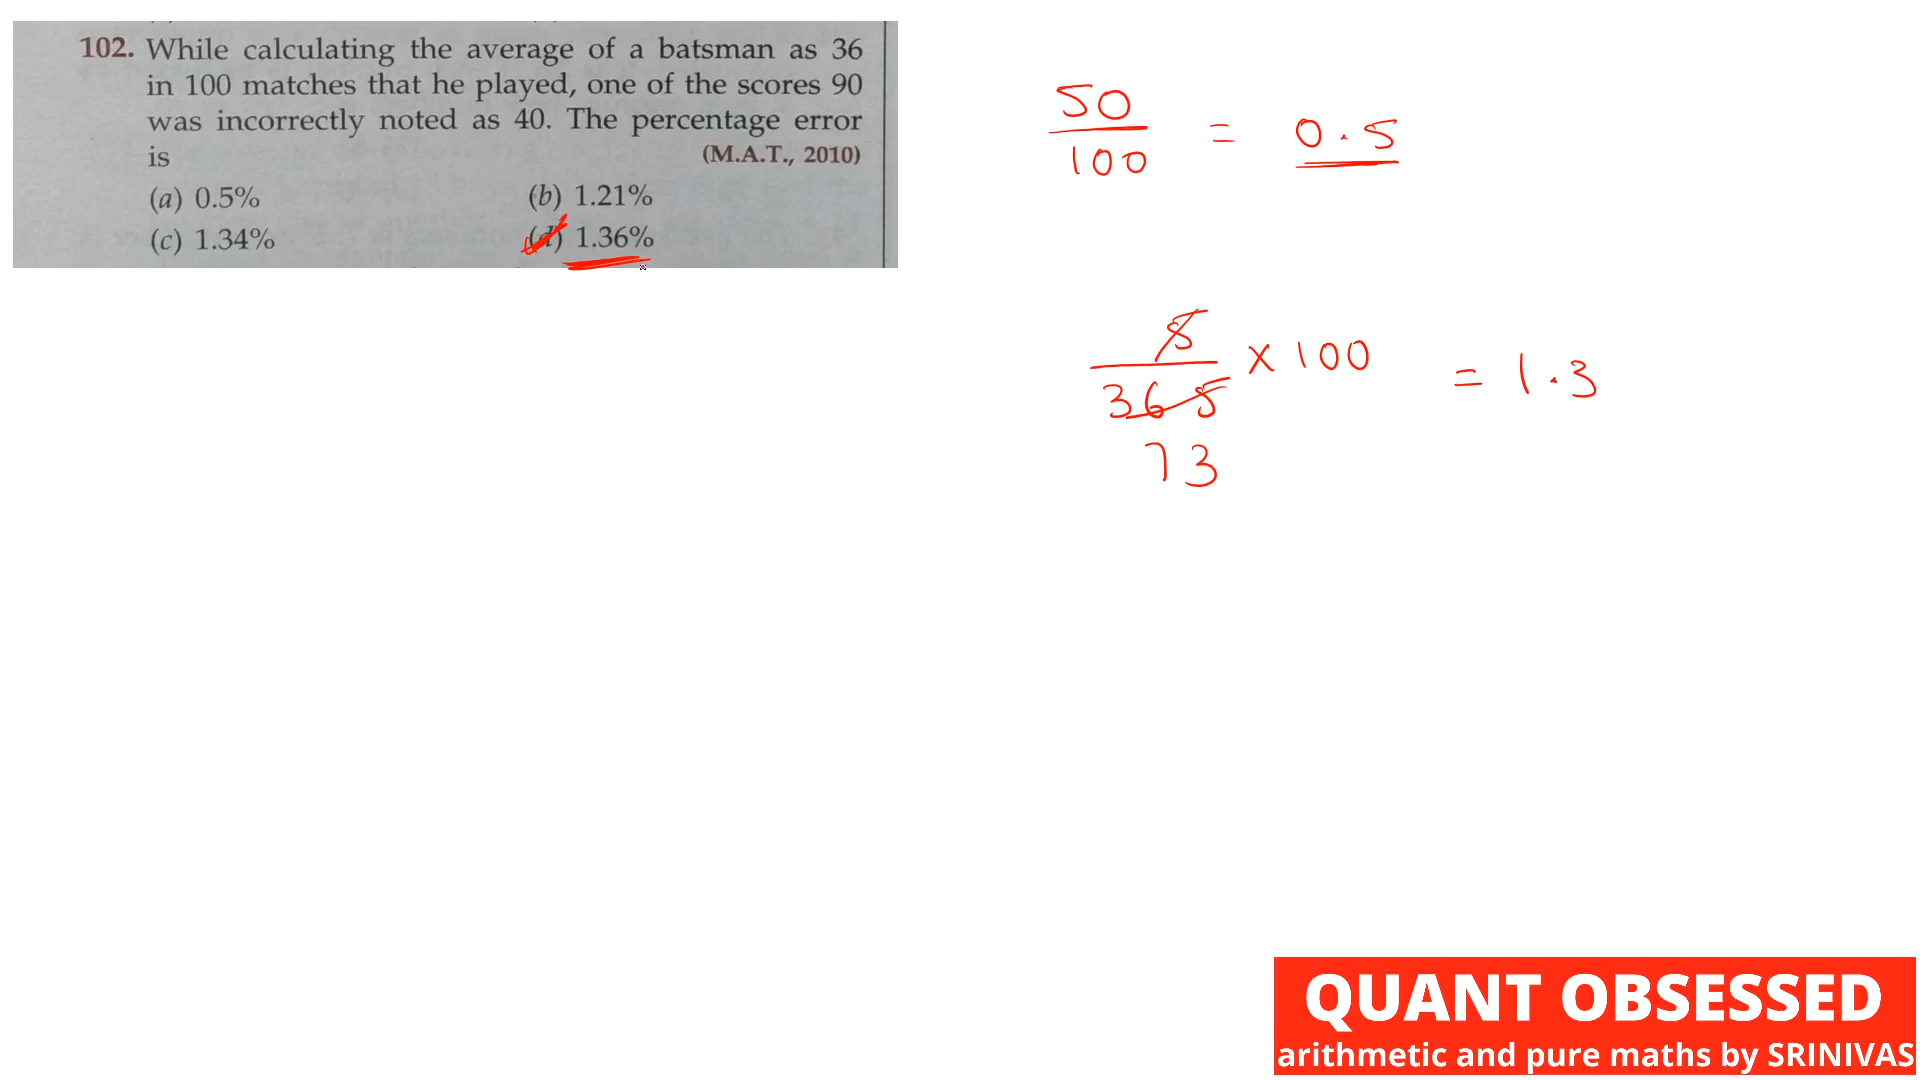 102. While calculating the average of a batsman as 36
in 100 matches that he played, one of the scores 90
was incorrectly noted as 40. The percentage error
is (M.A.T., 2010)
(a) 0.5% (b) 1.21%
(c) 1.34% (d) 1.36%
50
100
= 0.5
5
365
× 100
= 1.3
73
QUANT OBSESSED
arithmetic and pure maths by SRINIVAS